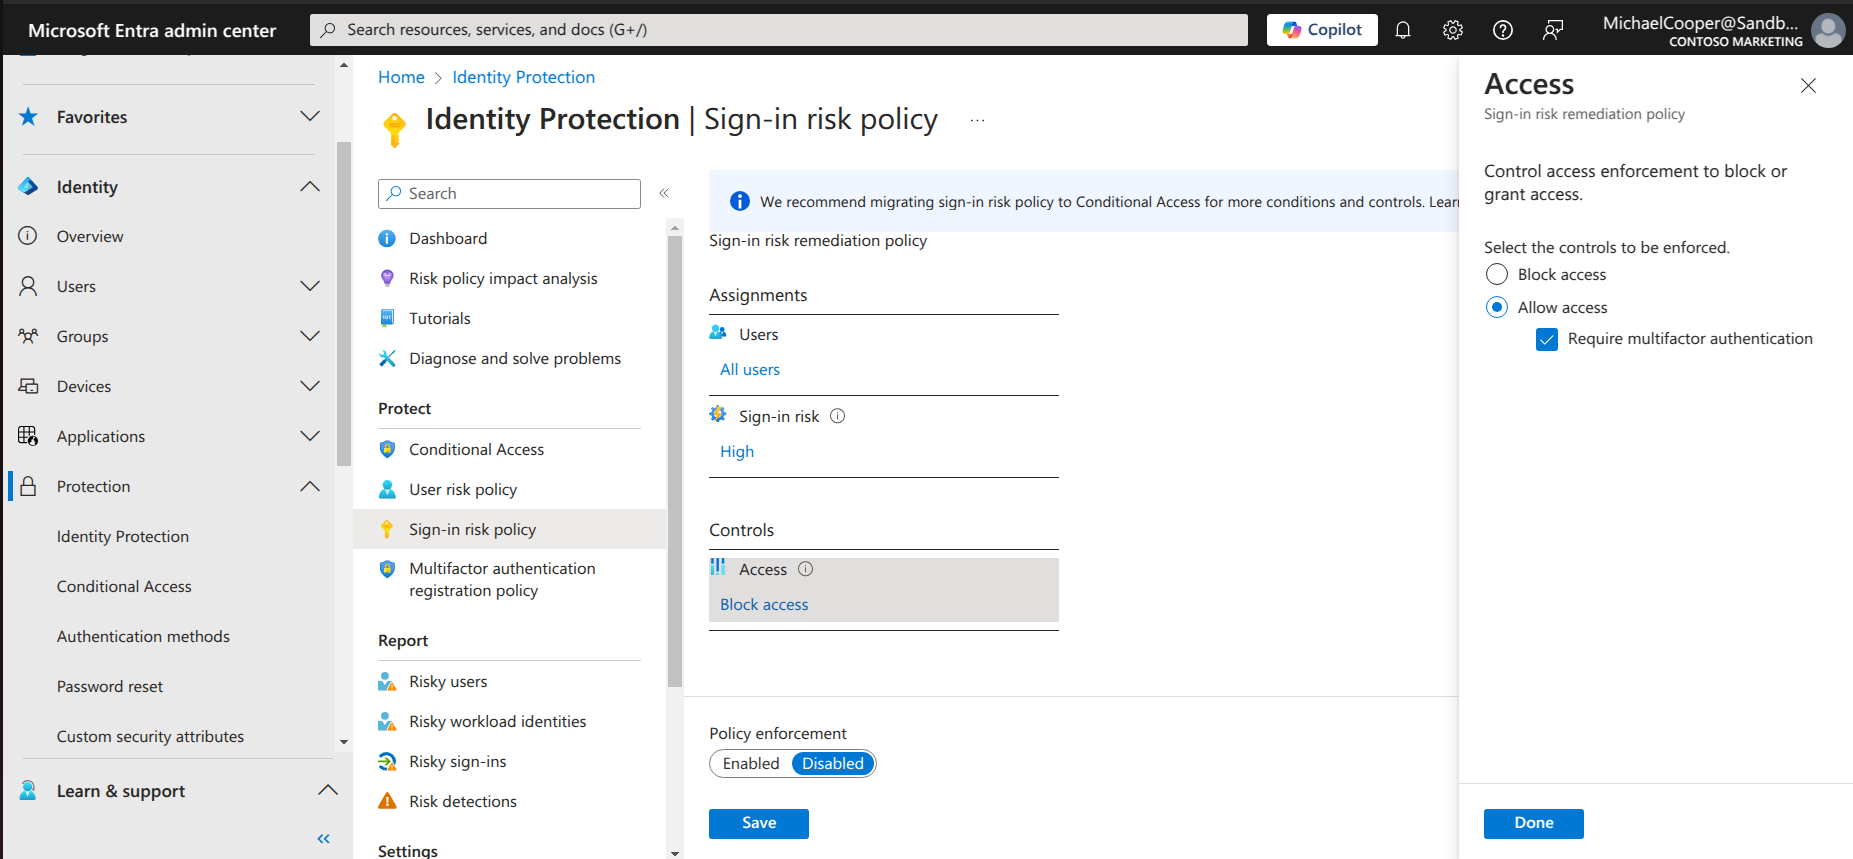 Microsoft Entra admin center
Search resources, services, and docs (G+/)
Copilot
MichaelCooper@Sandb...
CONTOSO MARKETING
Favorites
Identity
Overview
Users
Groups
Devices
Applications
Protection
Identity Protection
Conditional Access
Authentication methods
Password reset
Custom security attributes
Learn & support
Home > Identity Protection
Identity Protection | Sign-in risk policy ...
Search
Dashboard
Risk policy impact analysis
Tutorials
Diagnose and solve problems
Protect
Conditional Access
User risk policy
Sign-in risk policy
Multifactor authentication
registration policy
Report
Risky users
Risky workload identities
Risky sign-ins
Risk detections
Settings
We recommend migrating sign-in risk policy to Conditional Access for more conditions and controls. Lear
Sign-in risk remediation policy
Assignments
Users
All users
Sign-in risk
High
Controls
Access
Block access
Policy enforcement
Enabled Disabled
Save
Access
Sign-in risk remediation policy
Control access enforcement to block or
grant access.
Select the controls to be enforced.
Block access
Allow access
Require multifactor authentication
Done